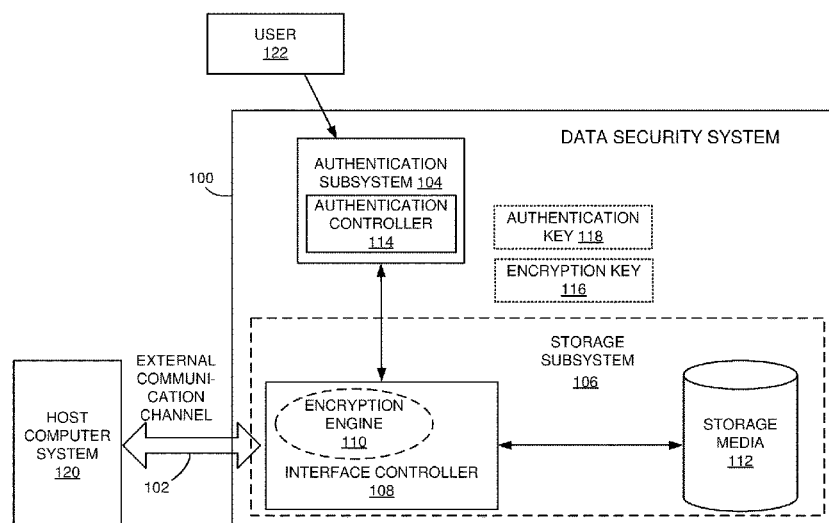 USER
122
DATA SECURITY SYSTEM
100
AUTHENTICATION
SUBSYSTEM 104
AUTHENTICATION
CONTROLLER
114
AUTHENTICATION
KEY 118
ENCRYPTION KEY
116
STORAGE
SUBSYSTEM
106
EXTERNAL
COMMUNI-
CATION
CHANNEL
HOST
COMPUTER
SYSTEM
120
102
ENCRYPTION
ENGINE
110
INTERFACE CONTROLLER
108
STORAGE
MEDIA
112